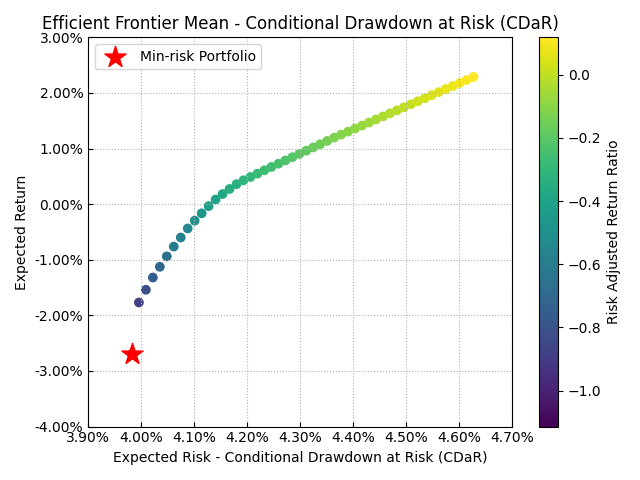 Efficient Frontier Mean - Conditional Drawdown at Risk (CDaR)
3.00%
2.00%
1.00%
0.00%
-1.00%
-2.00%
-3.00%
-4.00%
Expected Return
Min-risk Portfolio
3.90% 4.00% 4.10% 4.20% 4.30% 4.40% 4.50% 4.60% 4.70%
Expected Risk - Conditional Drawdown at Risk (CDaR)
0.0
−0.2
−0.4
−0.6
−0.8
−1.0
Risk Adjusted Return Ratio